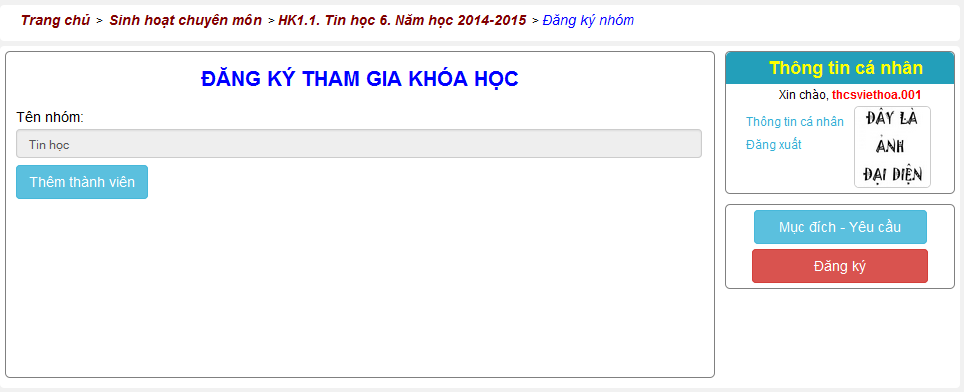 Trang chủ > Sinh hoạt chuyên môn > HK1.1. Tin học 6. Năm học 2014-2015 > Đăng ký nhóm
ĐĂNG KÝ THAM GIA KHÓA HỌC
Tên nhóm:
Tin học
Thêm thành viên
Thông tin cá nhân
Xin chào, thcsviethoa.001
Thông tin cá nhân
Đăng xuất
ĐÂY LÀ
ẢNH
ĐẠI DIỆN
Mục đích - Yêu cầu
Đăng ký